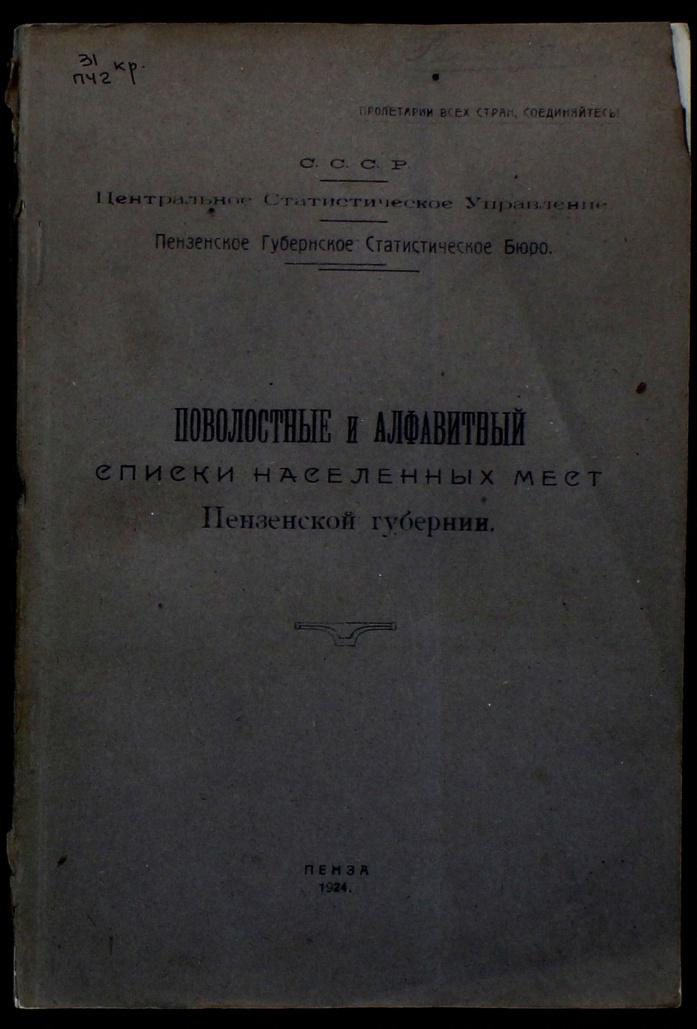 31 кр.
ПЧ2
ПРОЛЕТАРИИ ВСЕХ СТРАН, СОЕДИНЯЙТЕСЬ!
С. С. С. Р.
Центральное Статистическое Управление
Пензенское Губернское Статистическое Бюро.
ПОВОЛОСТНЫЕ и АЛФАВИТНЫЙ
СПИСКИ НАСЕЛЕННЫХ МЕСТ
Пензенской губернии.
ПЕНЗА
1924.